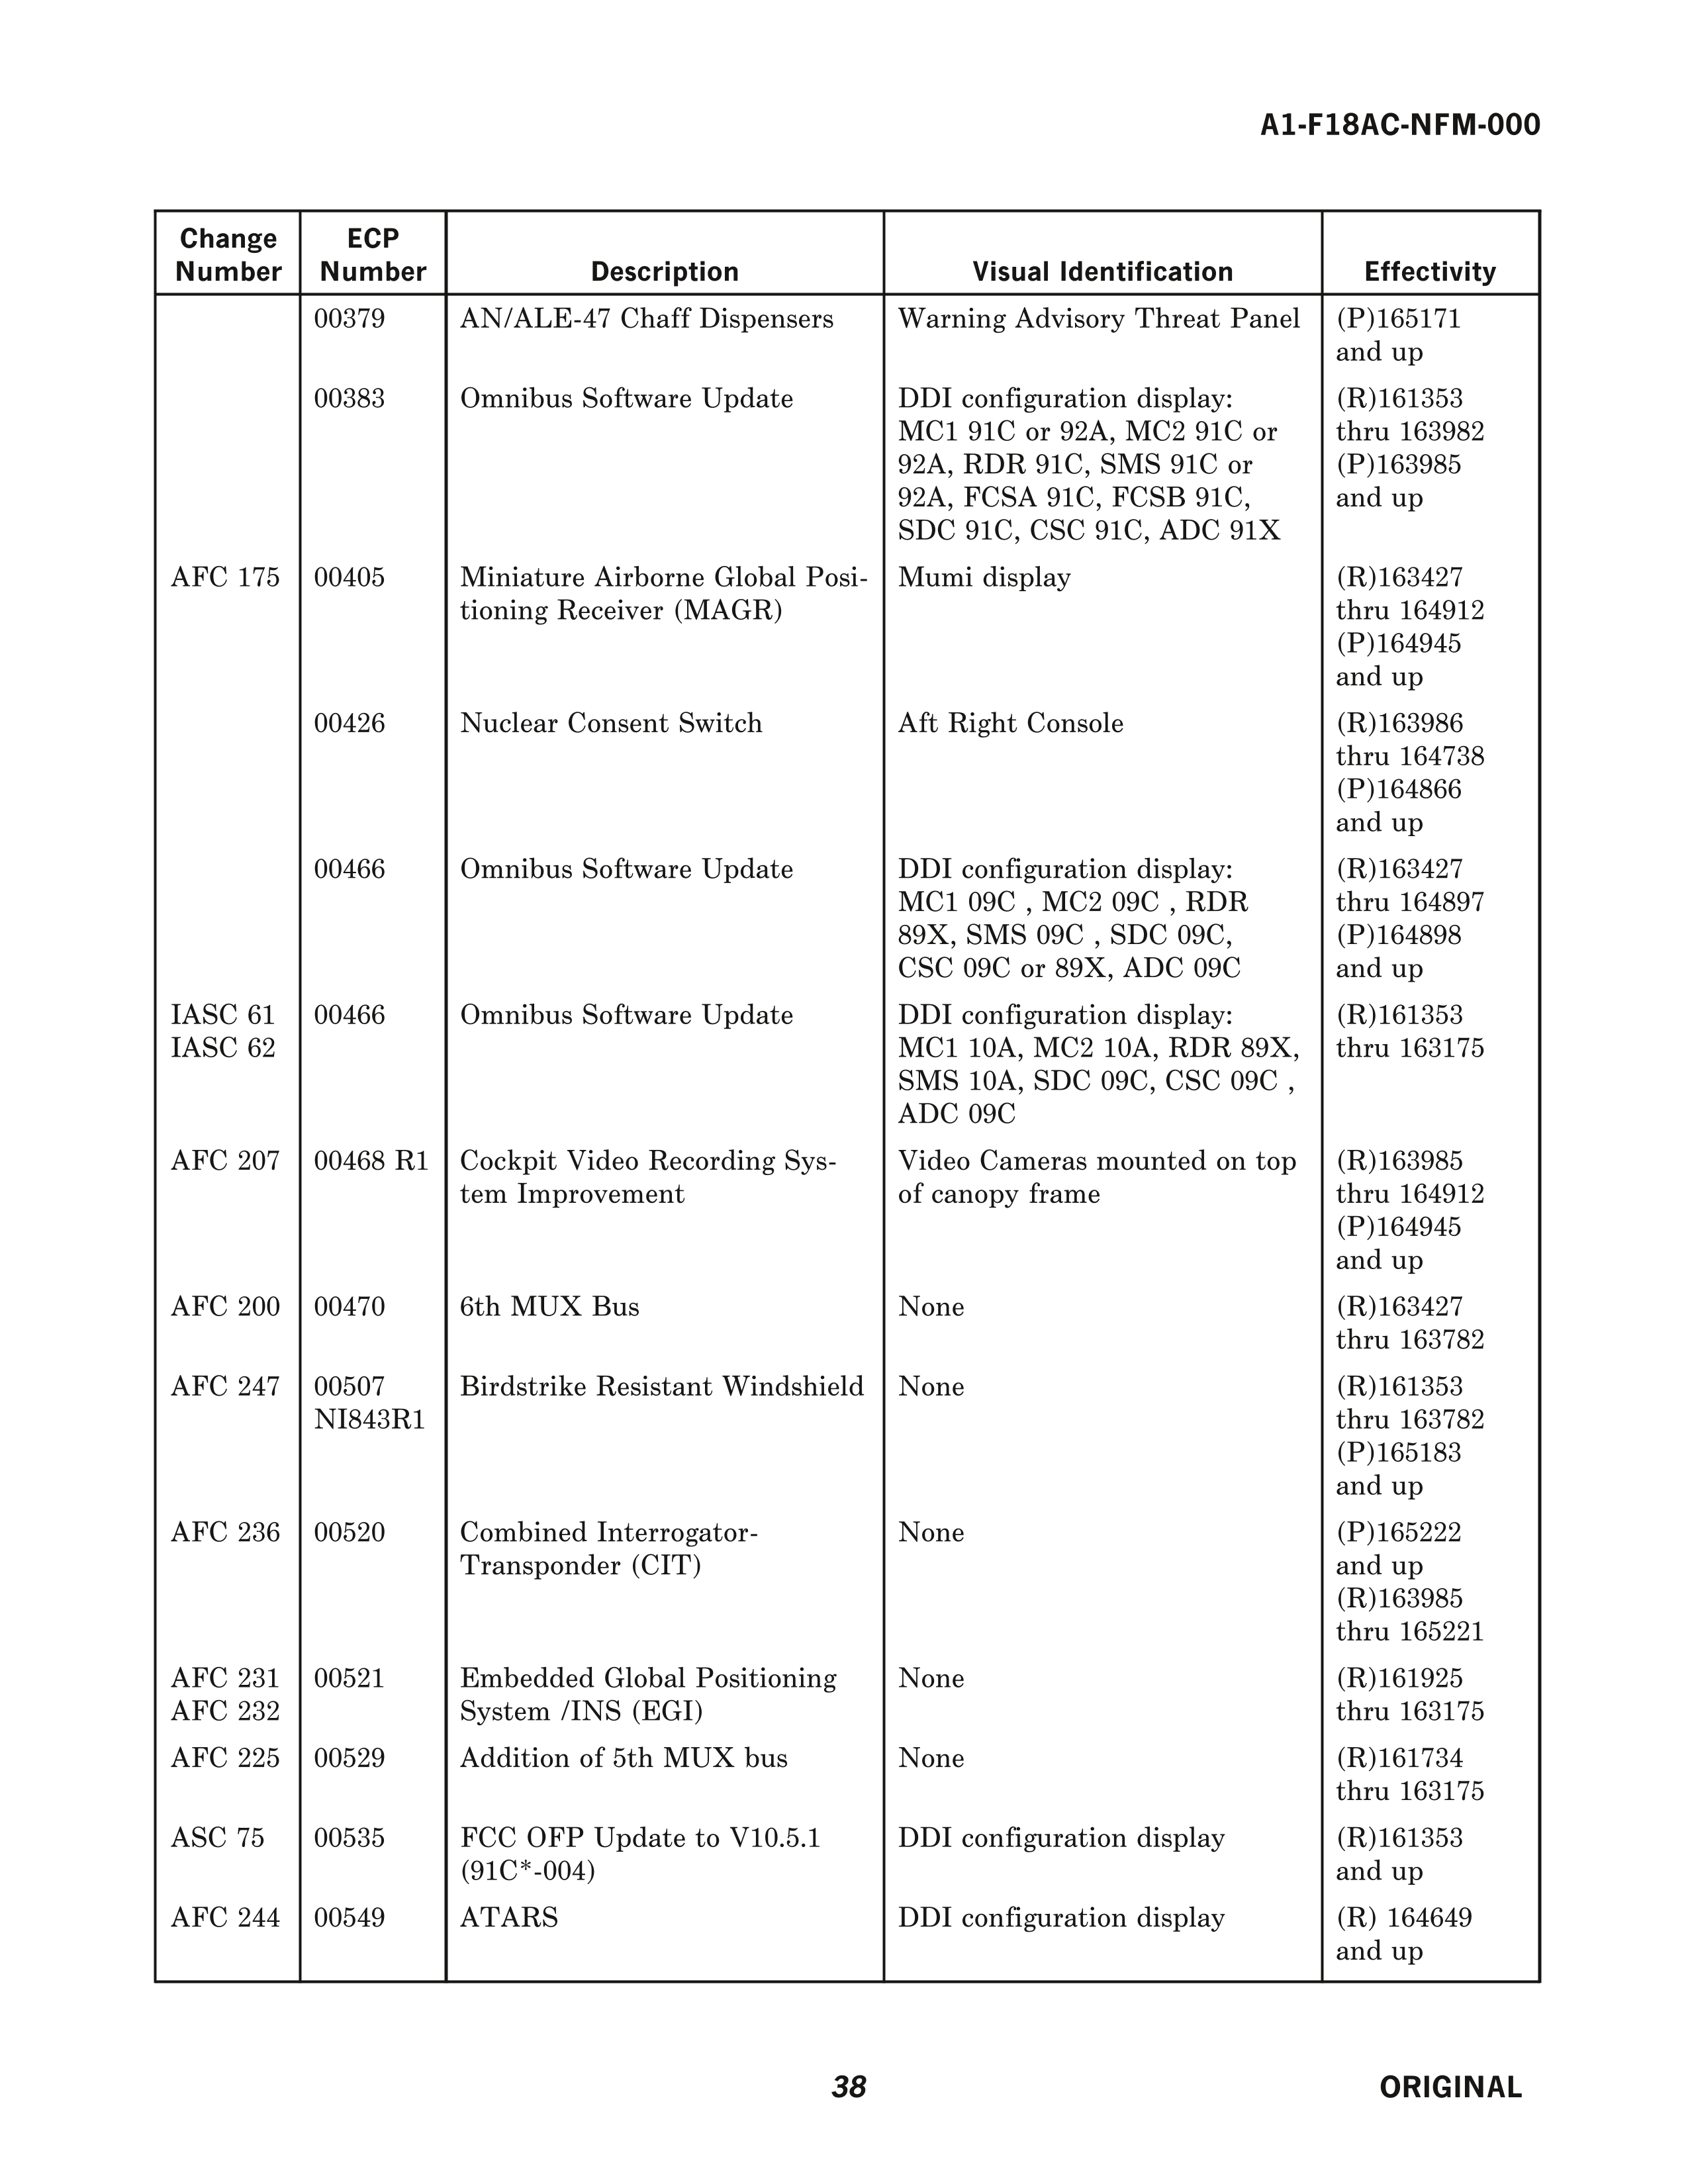 A1-F18AC-NFM-000
Change Number
ECP Number
Description
Visual Identification
Effectivity
00379
AN/ALE-47 Chaff Dispensers
Warning Advisory Threat Panel
(P)165171
and up
00383
Omnibus Software Update
DDI configuration display:
MC1 91C or 92A, MC2 91C or
92A, RDR 91C, SMS 91C or
92A, FCSA 91C, FCSB 91C,
SDC 91C, CSC 91C, ADC 91X
(R)161353
thru 163982
(P)163985
and up
AFC 175
00405
Miniature Airborne Global Posi-
tioning Receiver (MAGR)
Mumi display
(R)163427
thru 164912
(P)164945
and up
00426
Nuclear Consent Switch
Aft Right Console
(R)163986
thru 164738
(P)164866
and up
00466
Omnibus Software Update
DDI configuration display:
MC1 09C , MC2 09C , RDR
89X, SMS 09C , SDC 09C,
CSC 09C or 89X, ADC 09C
(R)163427
thru 164897
(P)164898
and up
IASC 61
IASC 62
00466
Omnibus Software Update
DDI configuration display:
MC1 10A, MC2 10A, RDR 89X,
SMS 10A, SDC 09C, CSC 09C ,
ADC 09C
(R)161353
thru 163175
AFC 207
00468 R1
Cockpit Video Recording Sys-
tem Improvement
Video Cameras mounted on top
of canopy frame
(R)163985
thru 164912
(P)164945
and up
AFC 200
00470
6th MUX Bus
None
(R)163427
thru 163782
AFC 247
00507
NI843R1
Birdstrike Resistant Windshield
None
(R)161353
thru 163782
(P)165183
and up
AFC 236
00520
Combined Interrogator-
Transponder (CIT)
None
(P)165222
and up
(R)163985
thru 165221
AFC 231
AFC 232
00521
Embedded Global Positioning
System /INS (EGI)
None
(R)161925
thru 163175
AFC 225
00529
Addition of 5th MUX bus
None
(R)161734
thru 163175
ASC 75
00535
FCC OFP Update to V10.5.1
(91C*-004)
DDI configuration display
(R)161353
and up
AFC 244
00549
ATARS
DDI configuration display
(R) 164649
and up
38
ORIGINAL